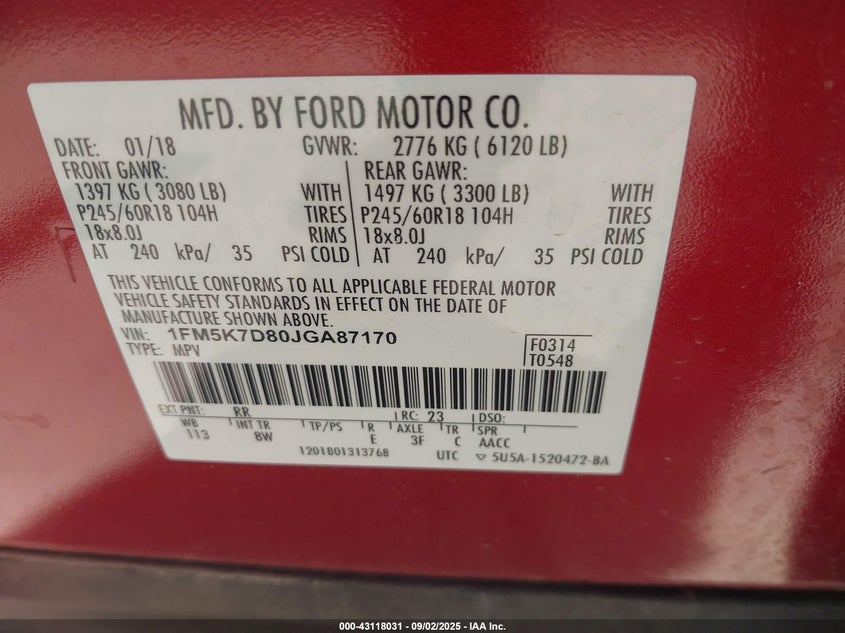 MFD. BY FORD MOTOR CO.
DATE: 01/18 GVWR: 2776 KG ( 6120 LB)
FRONT GAWR: REAR GAWR:
1397 KG ( 3080 LB) WITH 1497 KG ( 3300 LB) WITH
P245/60R18 104H TIRES P245/60R18 104H TIRES
18x8.0J RIMS 18x8.0J RIMS
AT 240 kPa/ 35 PSI COLD AT 240 kPa/ 35 PSI COLD
THIS VEHICLE CONFORMS TO ALL APPLICABLE FEDERAL MOTOR
VEHICLE SAFETY STANDARDS IN EFFECT ON THE DATE OF
MANUFACTURE SHOWN ABOVE.
VIN: 1FM5K7D80JGA87170 F0314
TYPE: MPV T0548
EXT PNT: RR RC: 23 DSO:
WB INT TR TP/PS R AXLE TR SPR
113 8W E 3F C AACC
1201801313768 UTC ▽ 5U5A-1520472-BA
000-43118031 - 09/02/2025 - IAA Inc.